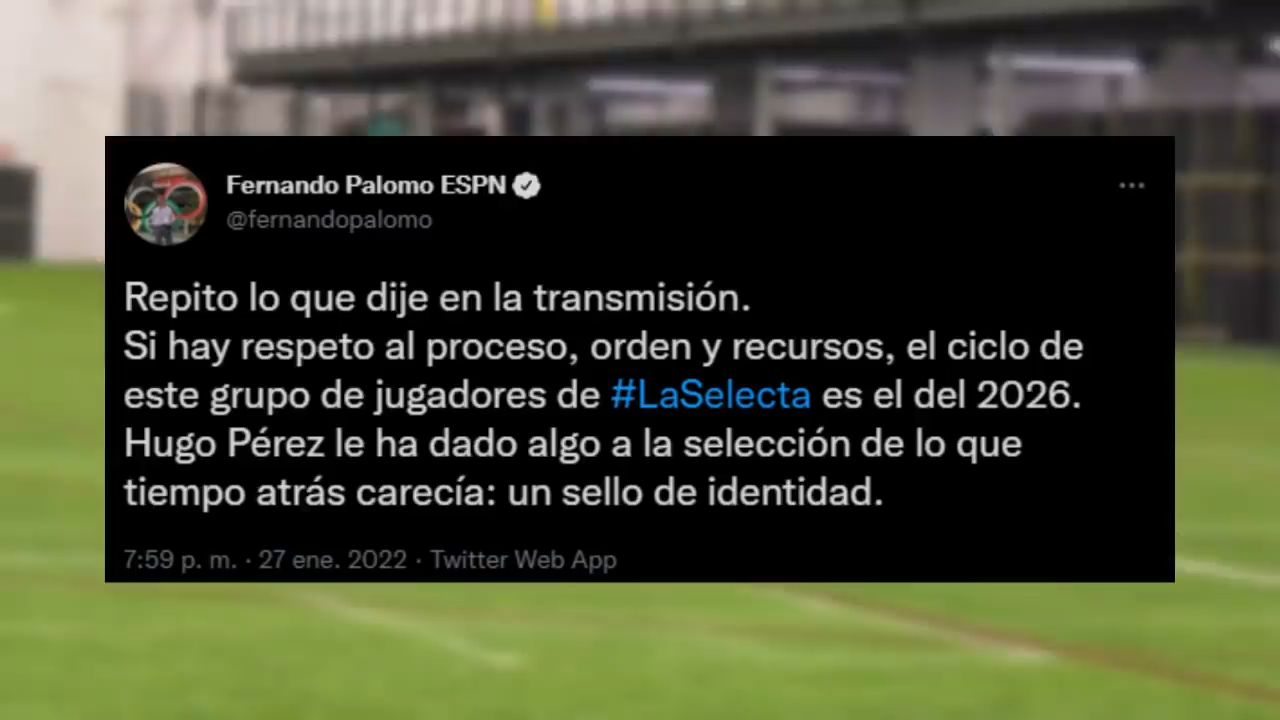 Fernando Palomo ESPN
@fernandopalomo
Repito lo que dije en la transmisión.
Si hay respeto al proceso, orden y recursos, el ciclo de
este grupo de jugadores de #LaSelecta es el del 2026.
Hugo Pérez le ha dado algo a la selección de lo que
tiempo atrás carecía: un sello de identidad.
7:59 p. m. · 27 ene. 2022 · Twitter Web App